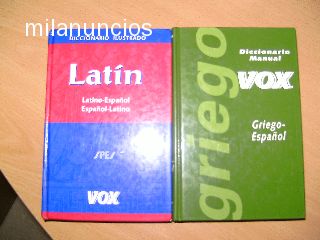 milanuncios
DICCIONARIO ILUSTRADO
Latín
Latino-Español
Español-Latino
SPES
VOX
griego
Diccionario
Manual
VOX
Griego-
Español